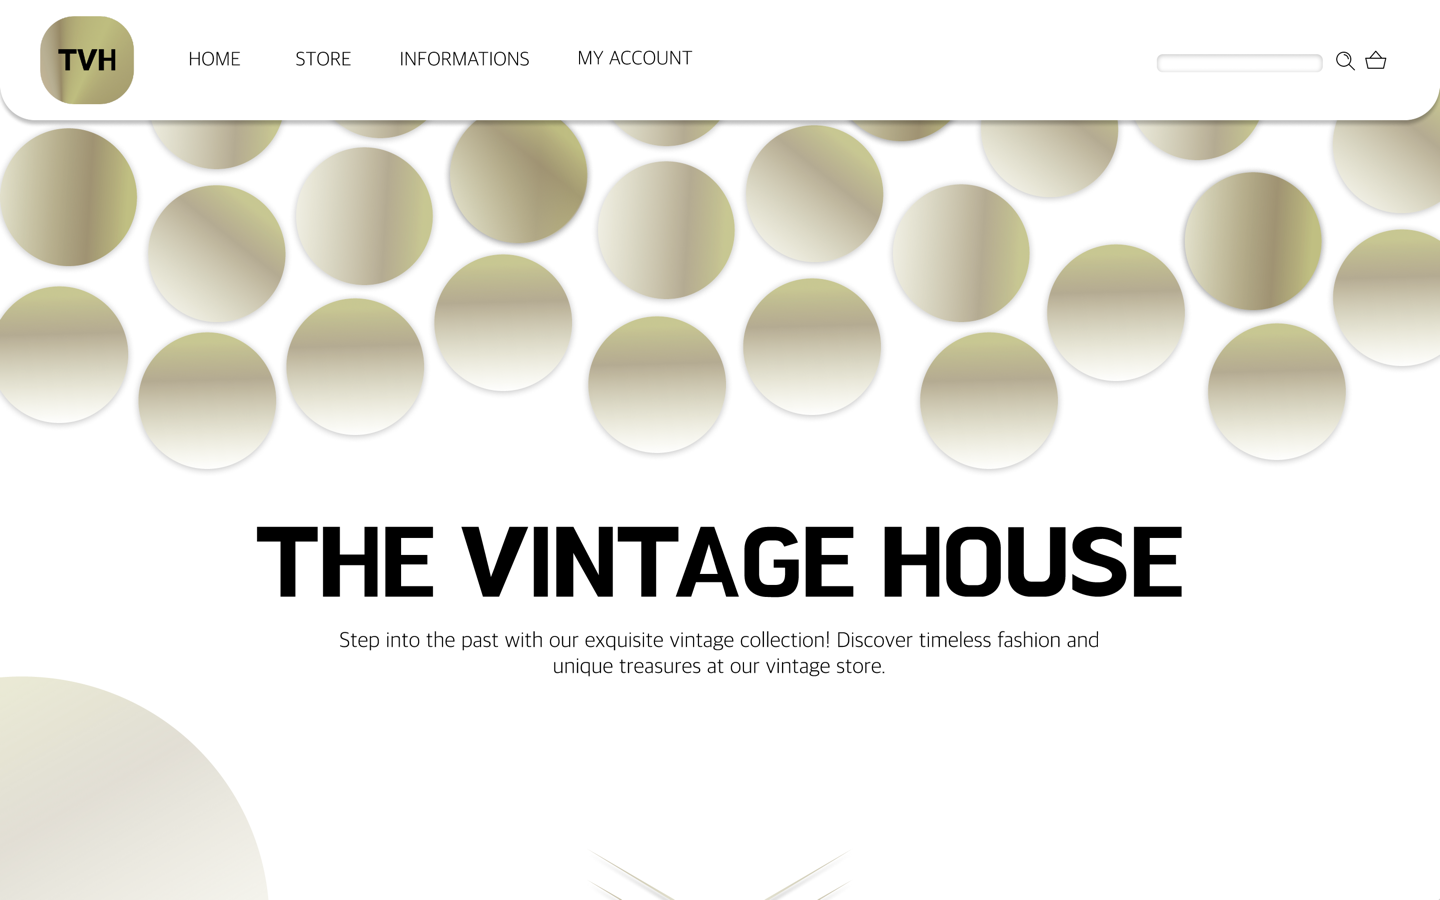 TVH
HOME STORE INFORMATIONS MY ACCOUNT
THE VINTAGE HOUSE
Step into the past with our exquisite vintage collection! Discover timeless fashion and
unique treasures at our vintage store.